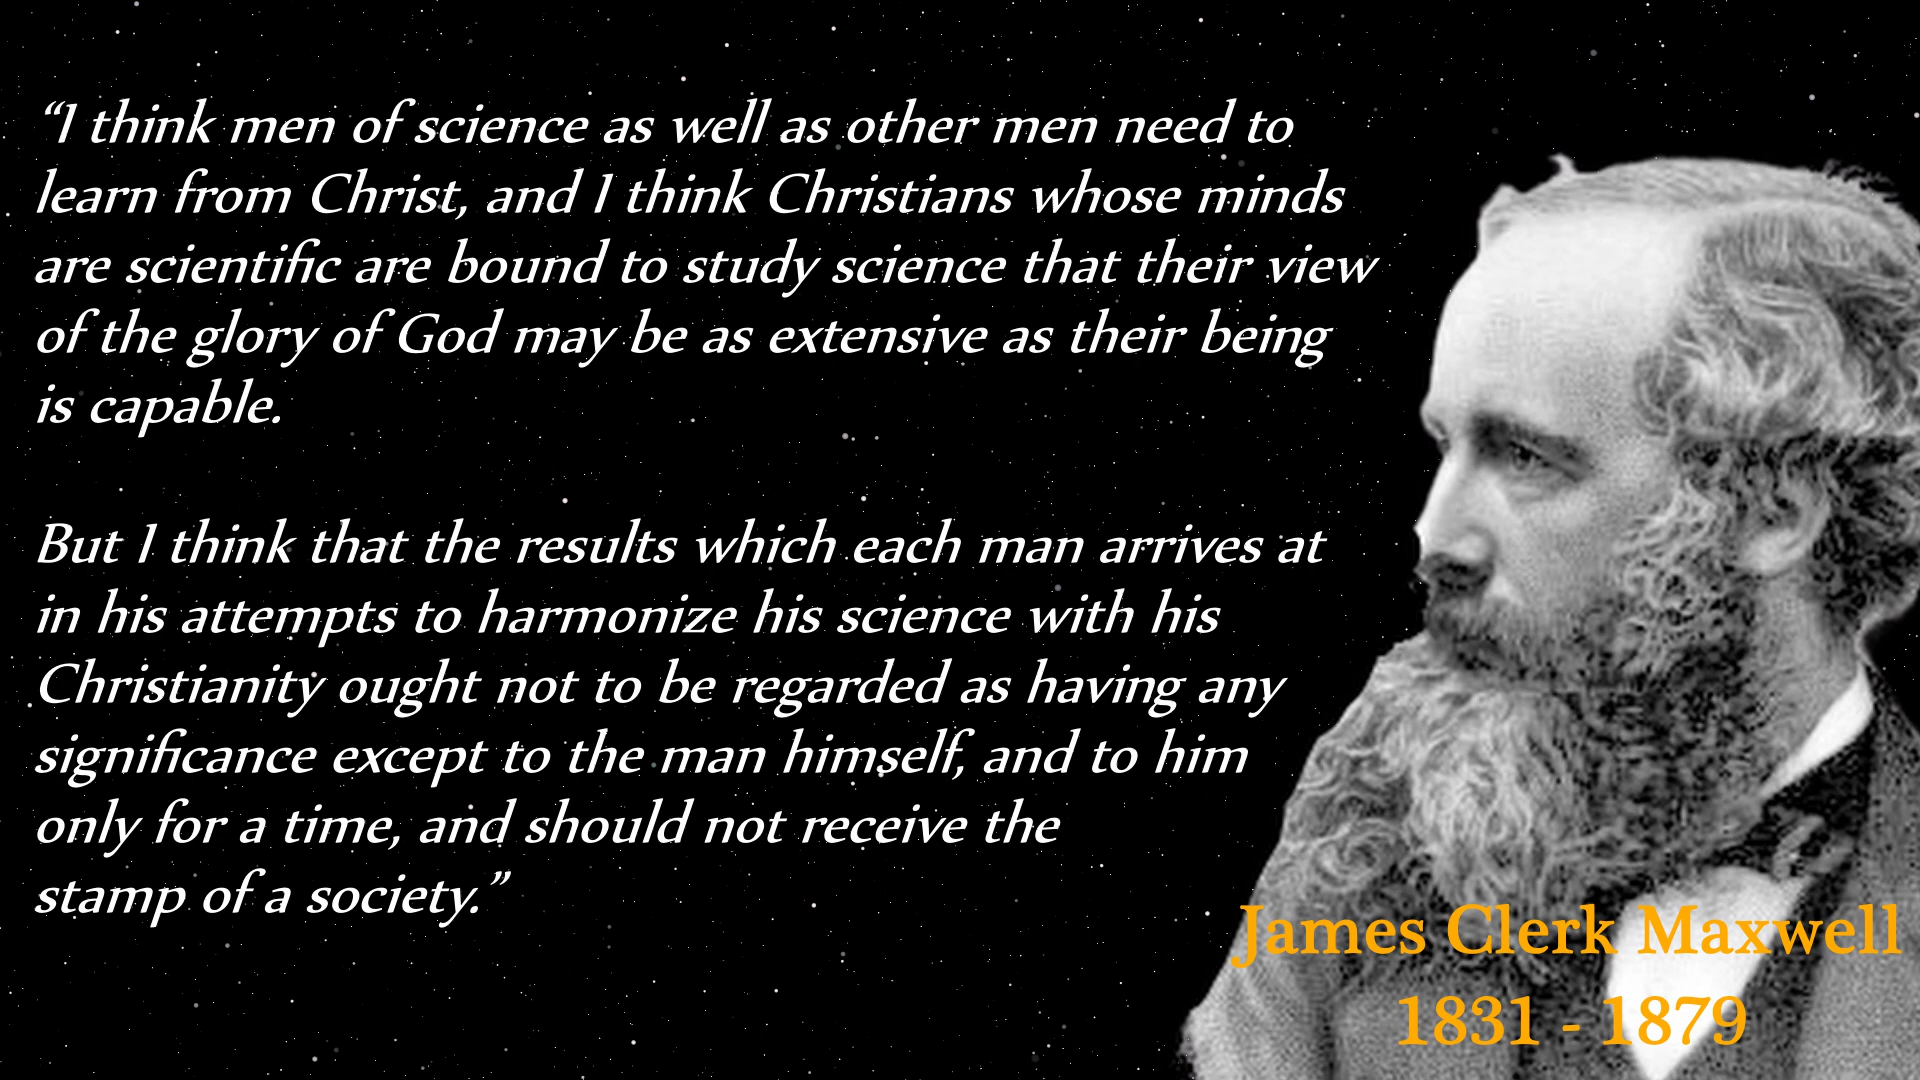 “I think men of science as well as other men need to
learn from Christ, and I think Christians whose minds
are scientific are bound to study science that their view
of the glory of God may be as extensive as their being
is capable.
But I think that the results which each man arrives at
in his attempts to harmonize his science with his
Christianity ought not to be regarded as having any
significance except to the man himself, and to him
only for a time, and should not receive the
stamp of a society.”
James Clerk Maxwell
1831 - 1879